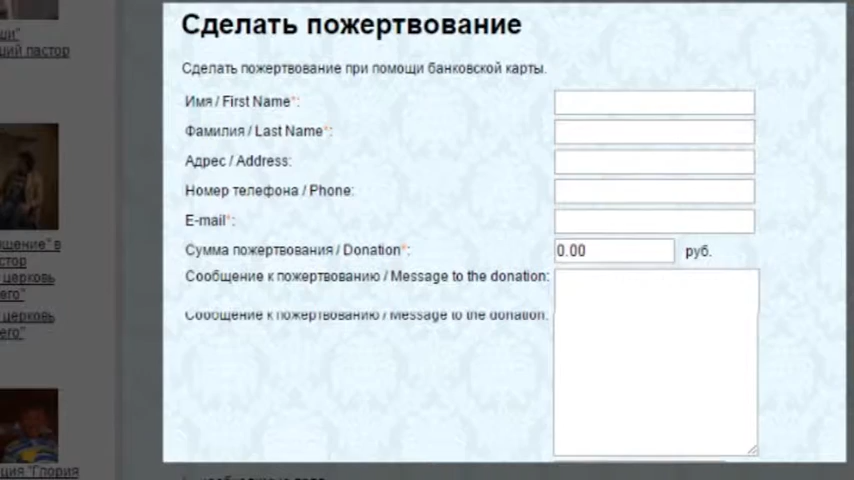 Сделать пожертвование
Сделать пожертвование при помощи банковской карты.
Имя / First Name*:
Фамилия / Last Name*:
Адрес / Address:
Номер телефона / Phone:
E-mail*:
Сумма пожертвования / Donation*: 0.00 руб.
Сообщение к пожертвованию / Message to the donation:
Сообщение к пожертвованию / Message to the donation:
ший пастор
щение" в
стор
церковь
его"
церковь
его"
ция "Глория